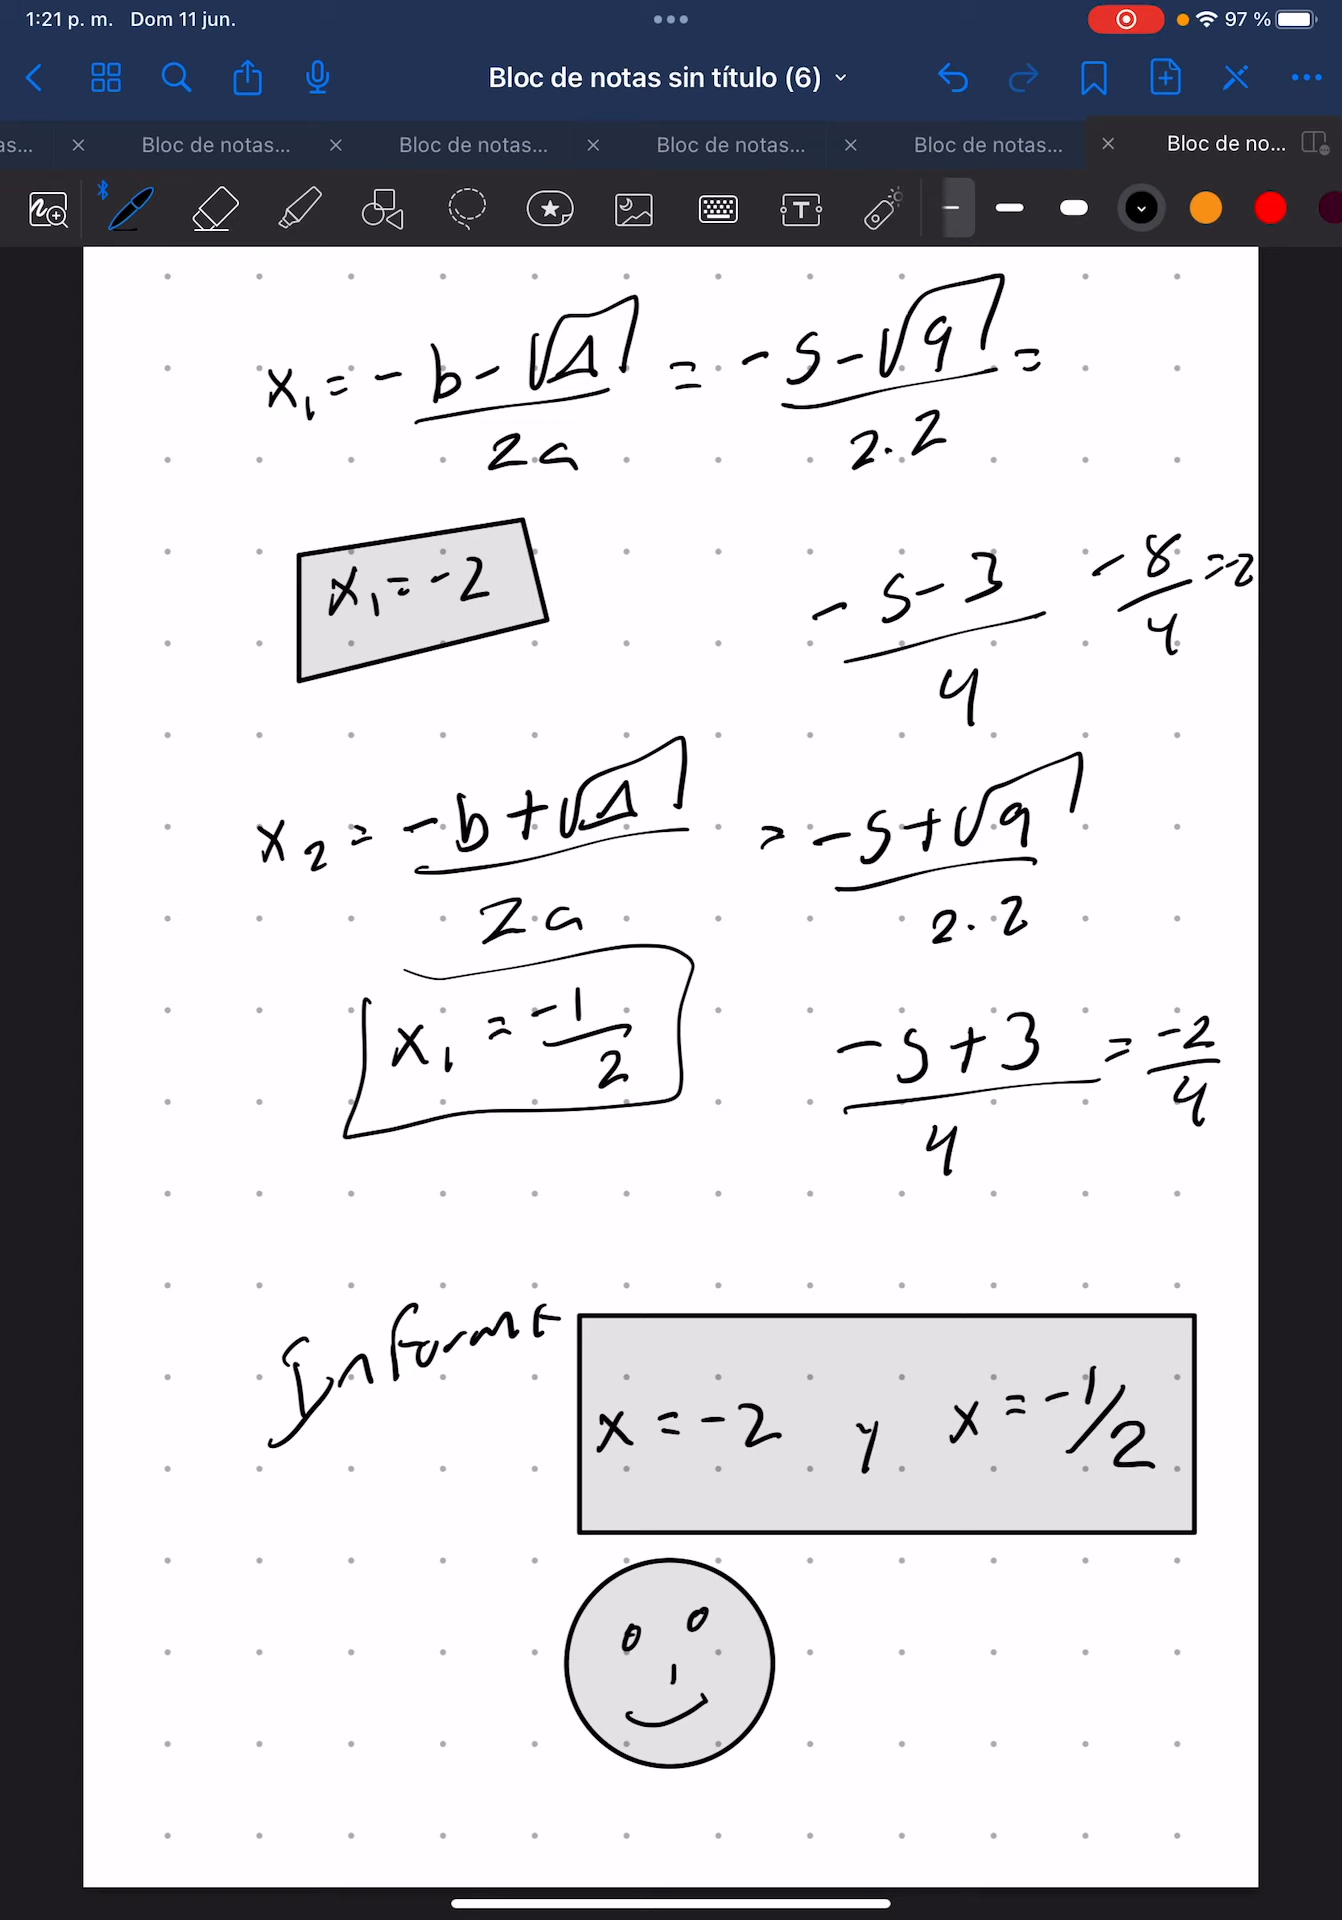 1:21 p. m. Dom 11 jun. 97 %
Bloc de notas sin título (6)
as... Bloc de notas... Bloc de notas... Bloc de notas... Bloc de notas... Bloc de no...
x₁ = -b-√Δ/2a = -5-√9/2·2 =
x₁ = -2
-5-3/4 -8/4 = -2
x₂ = -b+√Δ/2a = -5+√9/2·2
x₁ = -1/2
-5+3/4 = -2/4
Informe
x = -2 y x = -1/2